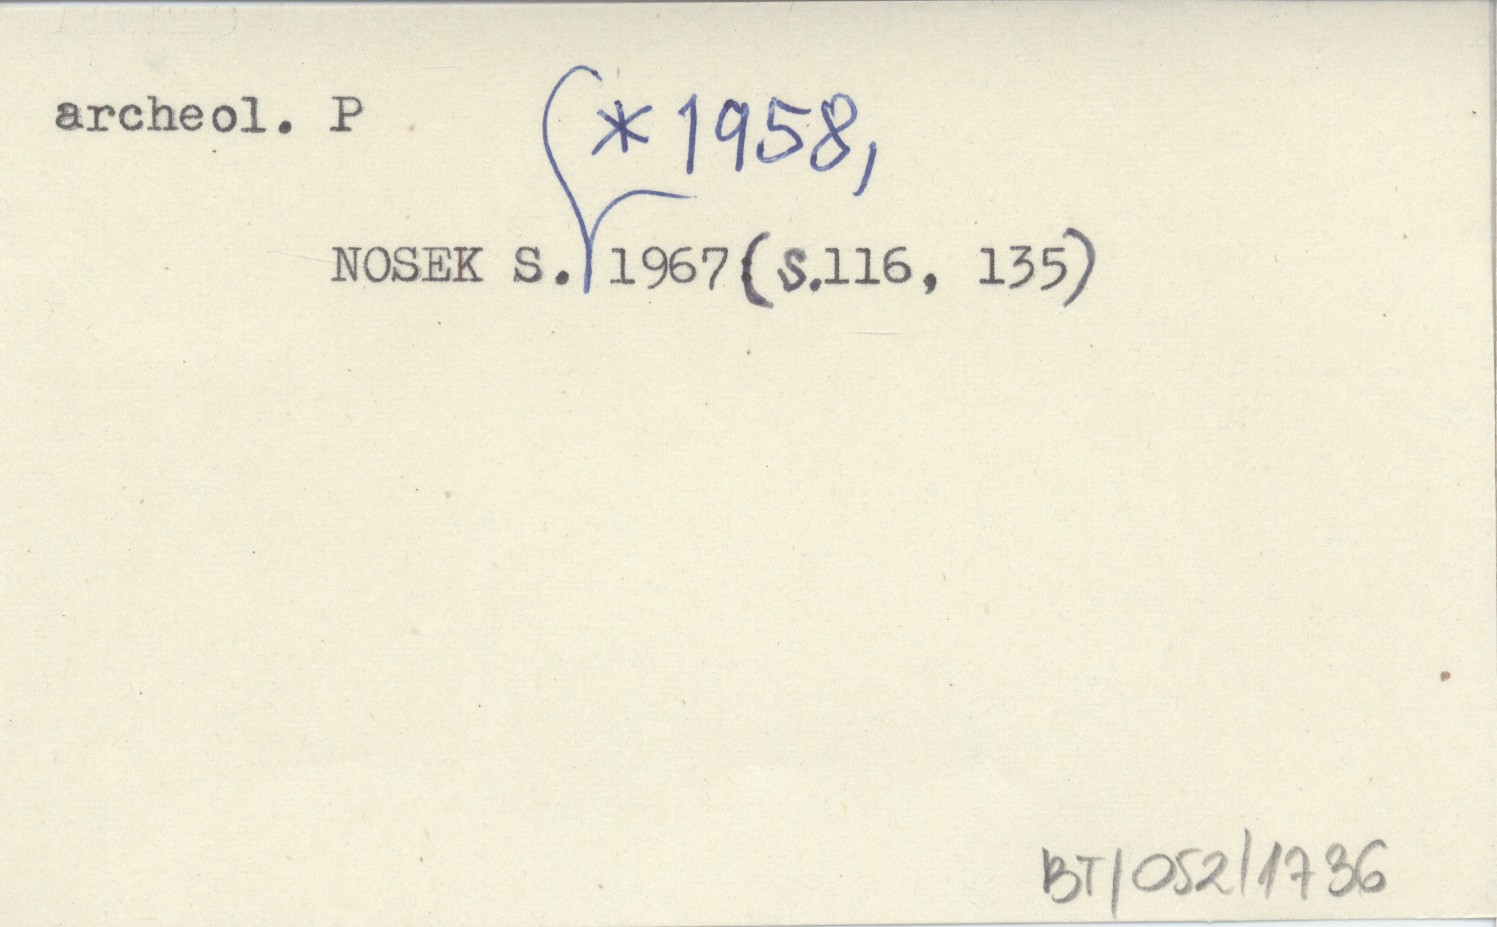 archeol. P
* 1958,
NOSEK S. 1967(s.116, 135)
BT/052/1736